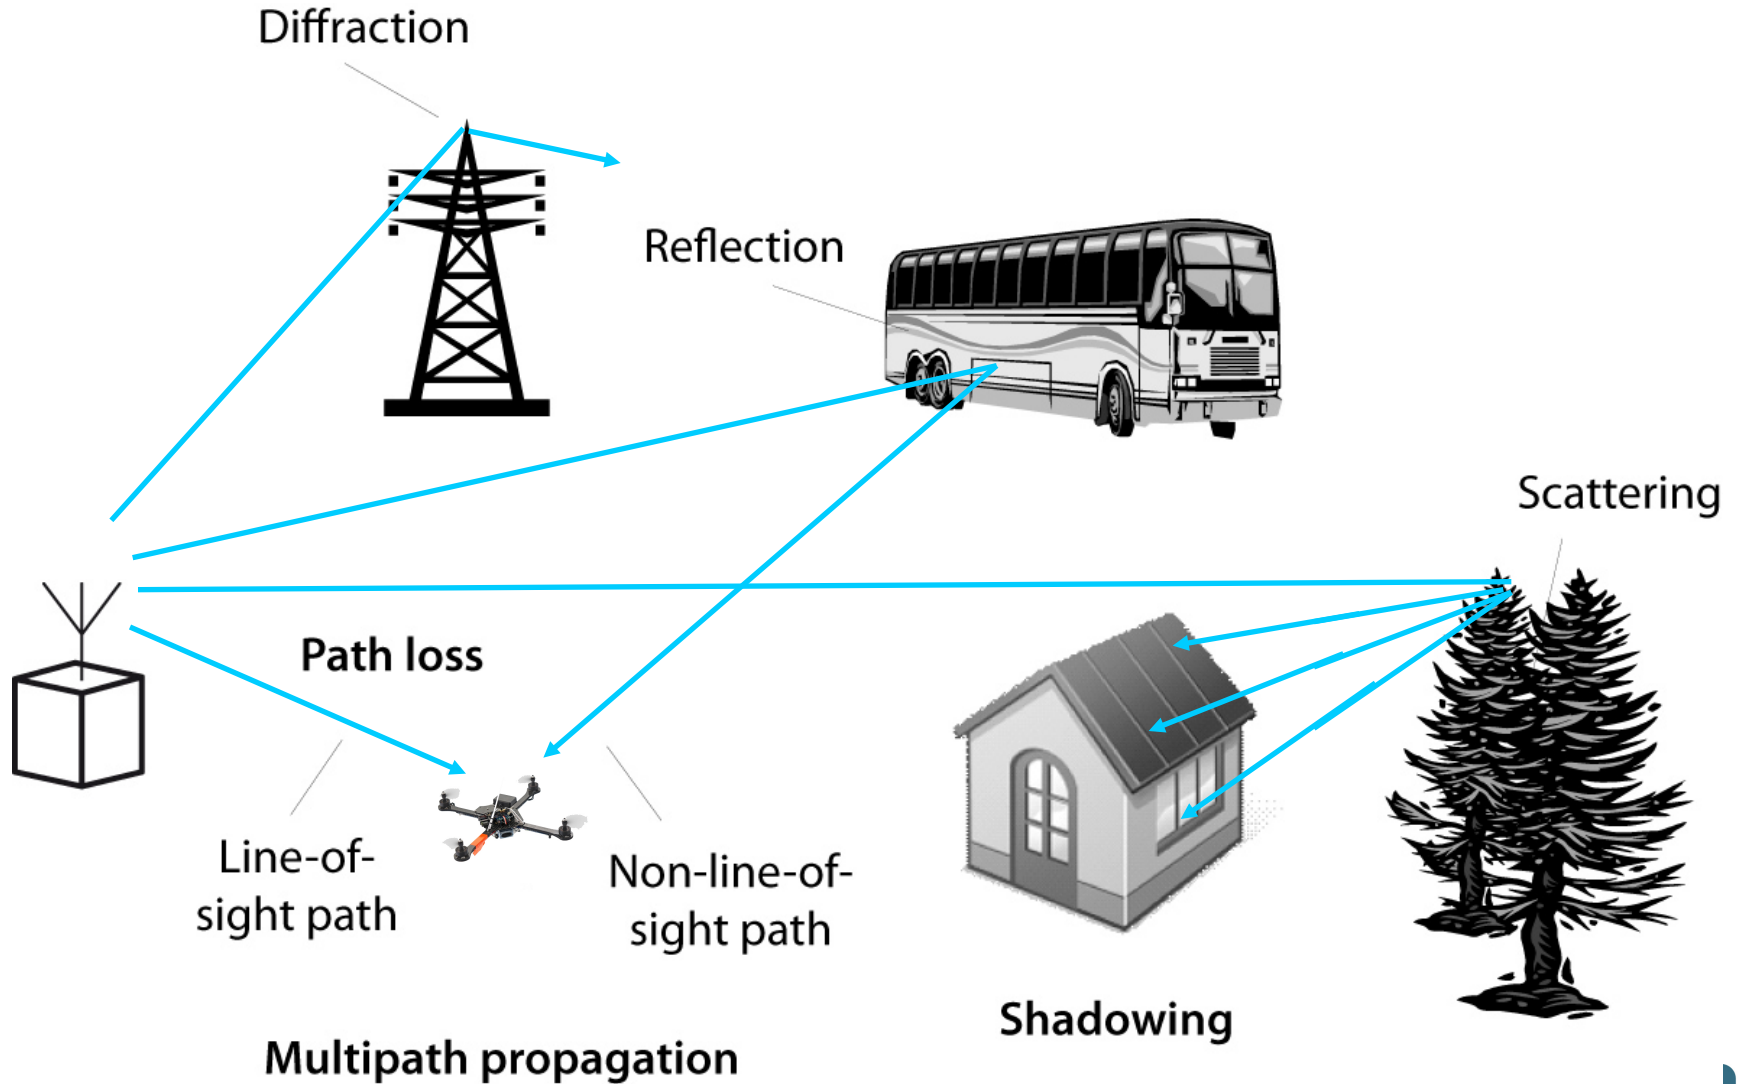 Diffraction
Reflection
Scattering
Path loss
Line-of-
sight path
Non-line-of-
sight path
Shadowing
Multipath propagation